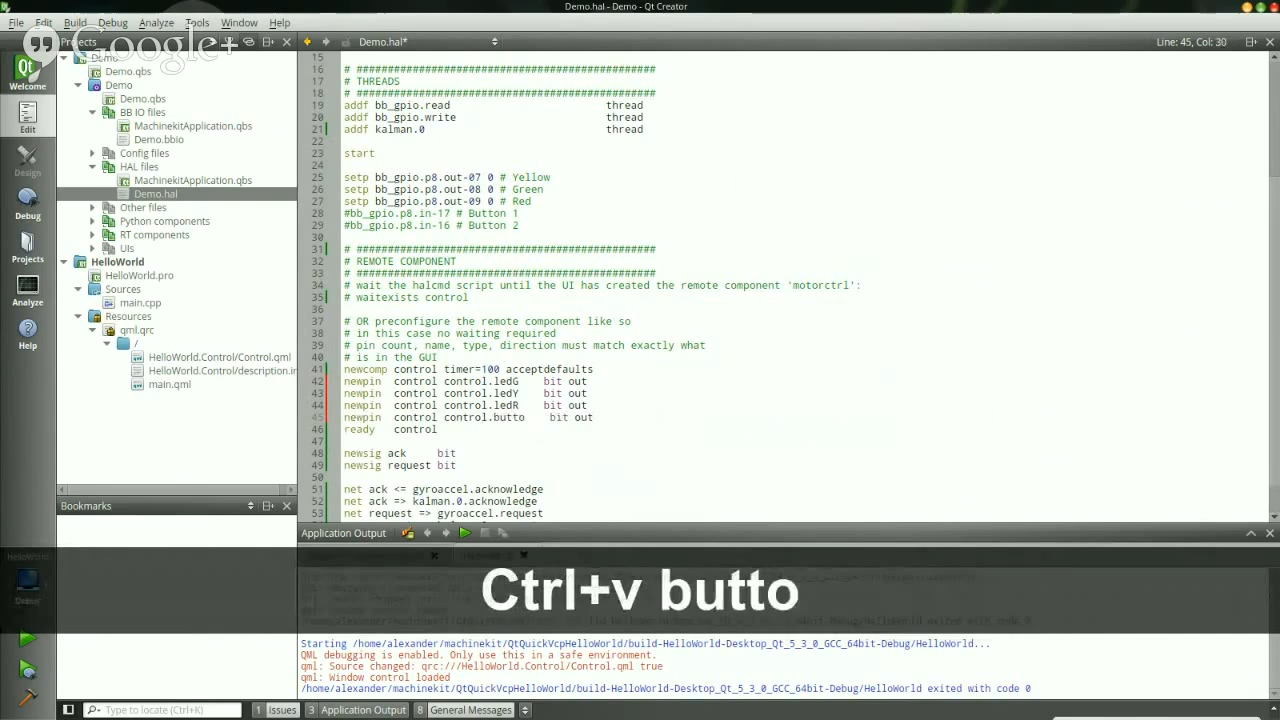 Demo.hal - Demo - Qt Creator
File Edit Build Debug Analyze Tools Window Help
Google+
Projects
Demo.hal*
Line: 45, Col: 30
Welcome
Edit
Design
Debug
Projects
Analyze
Help
Demo
Demo.qbs
Demo
Demo.qbs
BB IO files
MachinekitApplication.qbs
Demo.bbio
Config files
HAL files
MachinekitApplication.qbs
Demo.hal
Other files
Python components
RT components
UIs
HelloWorld
HelloWorld.pro
Sources
main.cpp
Resources
qml.qrc
/
HelloWorld.Control/Control.qml
HelloWorld.Control/description.in
main.qml
Bookmarks
15
16 # ###############################################
17 # THREADS
18 # ###############################################
19 addf bb_gpio.read thread
20 addf bb_gpio.write thread
21 addf kalman.0 thread
22
23 start
24
25 setp bb_gpio.p8.out-07 0 # Yellow
26 setp bb_gpio.p8.out-08 0 # Green
27 setp bb_gpio.p8.out-09 0 # Red
28 #bb_gpio.p8.in-17 # Button 1
29 #bb_gpio.p8.in-16 # Button 2
30
31 # ###############################################
32 # REMOTE COMPONENT
33 # ###############################################
34 # wait the halcmd script until the UI has created the remote component 'motorctrl':
35 # waitexists control
36
37 # OR preconfigure the remote component like so
38 # in this case no waiting required
39 # pin count, name, type, direction must match exactly what
40 # is in the GUI
41 newcomp control timer=100 acceptdefaults
42 newpin control control.ledG bit out
43 newpin control control.ledY bit out
44 newpin control control.ledR bit out
45 newpin control control.butto bit out
46 ready control
47
48 newsig ack bit
49 newsig request bit
50
51 net ack <= gyroaccel.acknowledge
52 net ack => kalman.0.acknowledge
53 net request => gyroaccel.request
Application Output
HelloWorld
Debug
Ctrl+v butto
Starting /home/alexander/machinekit/QtQuickVcpHelloWorld/build-HelloWorld-Desktop_Qt_5_3_0_GCC_64bit-Debug/HelloWorld...
QML debugging is enabled. Only use this in a safe environment.
qml: Source changed: qrc:///HelloWorld.Control/Control.qml true
qml: Window control loaded
/home/alexander/machinekit/QtQuickVcpHelloWorld/build-HelloWorld-Desktop_Qt_5_3_0_GCC_64bit-Debug/HelloWorld exited with code 0
Type to locate (Ctrl+K)
1 Issues 3 Application Output 8 General Messages